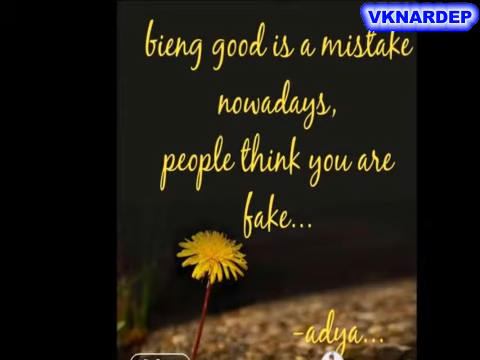 VKNARDEP
bieng good is a mistake
nowadays,
people think you are
fake...
-adya...